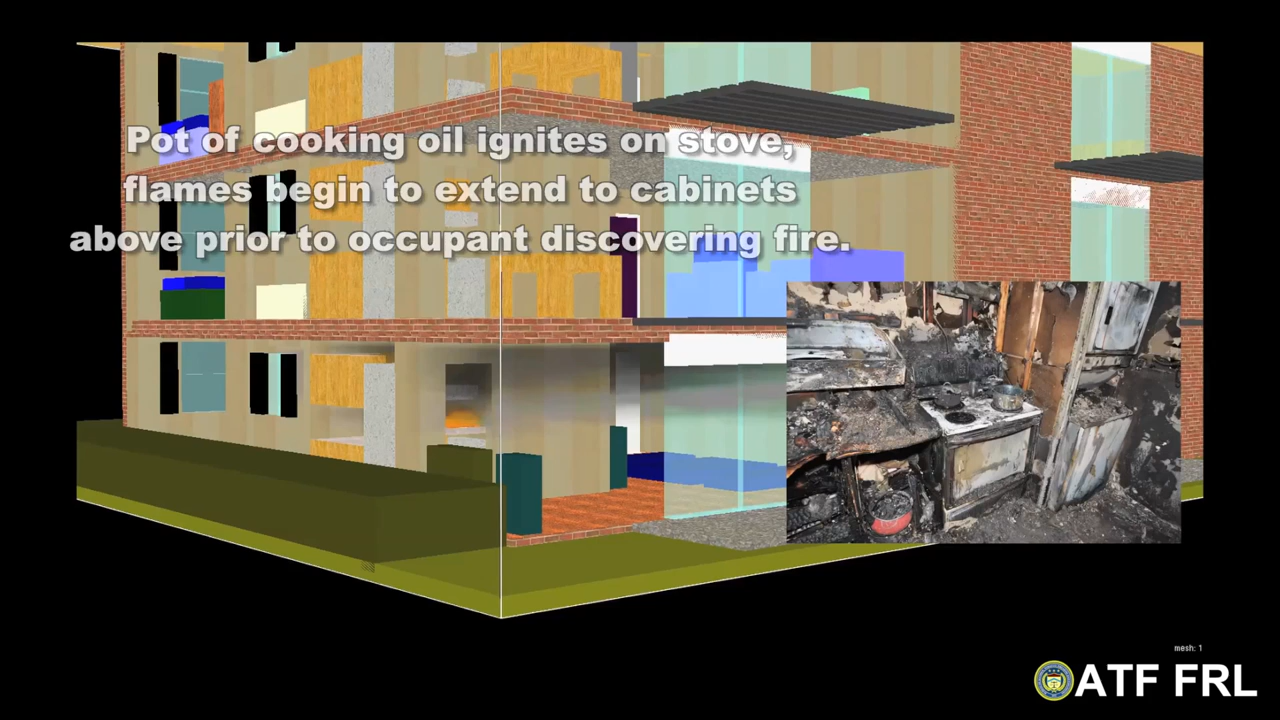 Pot of cooking oil ignites on stove,
flames begin to extend to cabinets
above prior to occupant discovering fire.
mesh: 1
ATF FRL